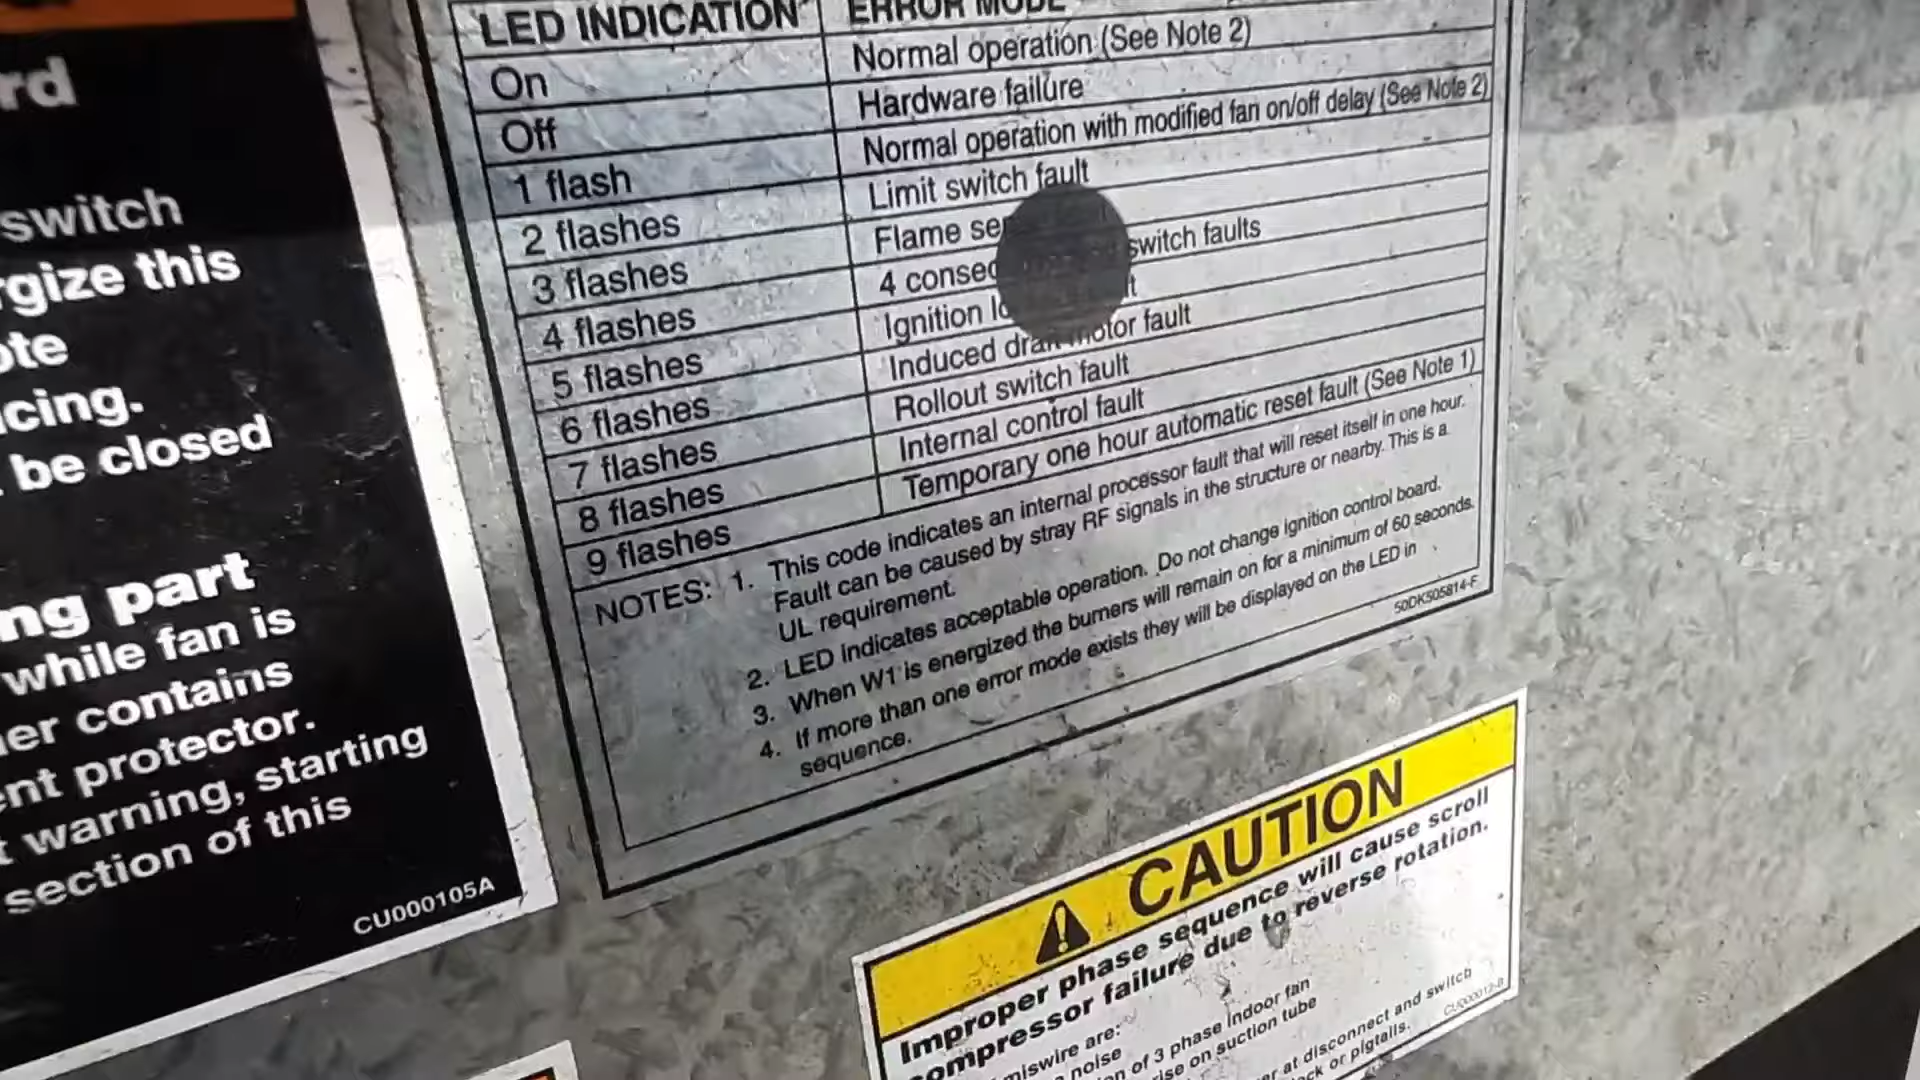 rd
switch
rgize this
ote
icing.
be closed
ng part
while fan is
er contains
ent protector.
t warning, starting
section of this
CU000105A
LED INDICATION ERROR MODE
On Normal operation (See Note 2)
Off Hardware failure
1 flash Normal operation with modified fan on/off delay (See Note 2)
2 flashes Limit switch fault
3 flashes Flame se
4 flashes 4 consec switch faults
5 flashes Ignition lo t
6 flashes Induced draft motor fault
7 flashes Rollout switch fault
8 flashes Internal control fault
9 flashes Temporary one hour automatic reset fault (See Note 1)
NOTES: 1. This code indicates an internal processor fault that will reset itself in one hour.
Fault can be caused by stray RF signals in the structure or nearby. This is a
UL requirement.
2. LED indicates acceptable operation. Do not change ignition control board.
3. When W1 is energized the burners will remain on for a minimum of 60 seconds.
4. If more than one error mode exists they will be displayed on the LED in
sequence.
50DK505814-F
CAUTION
Improper phase sequence will cause scroll
compressor failure due to reverse rotation.
miswire are:
noise
on of 3 phase indoor fan
rise on suction tube
er at disconnect and switch
ck or pigtails.
CU000012-B